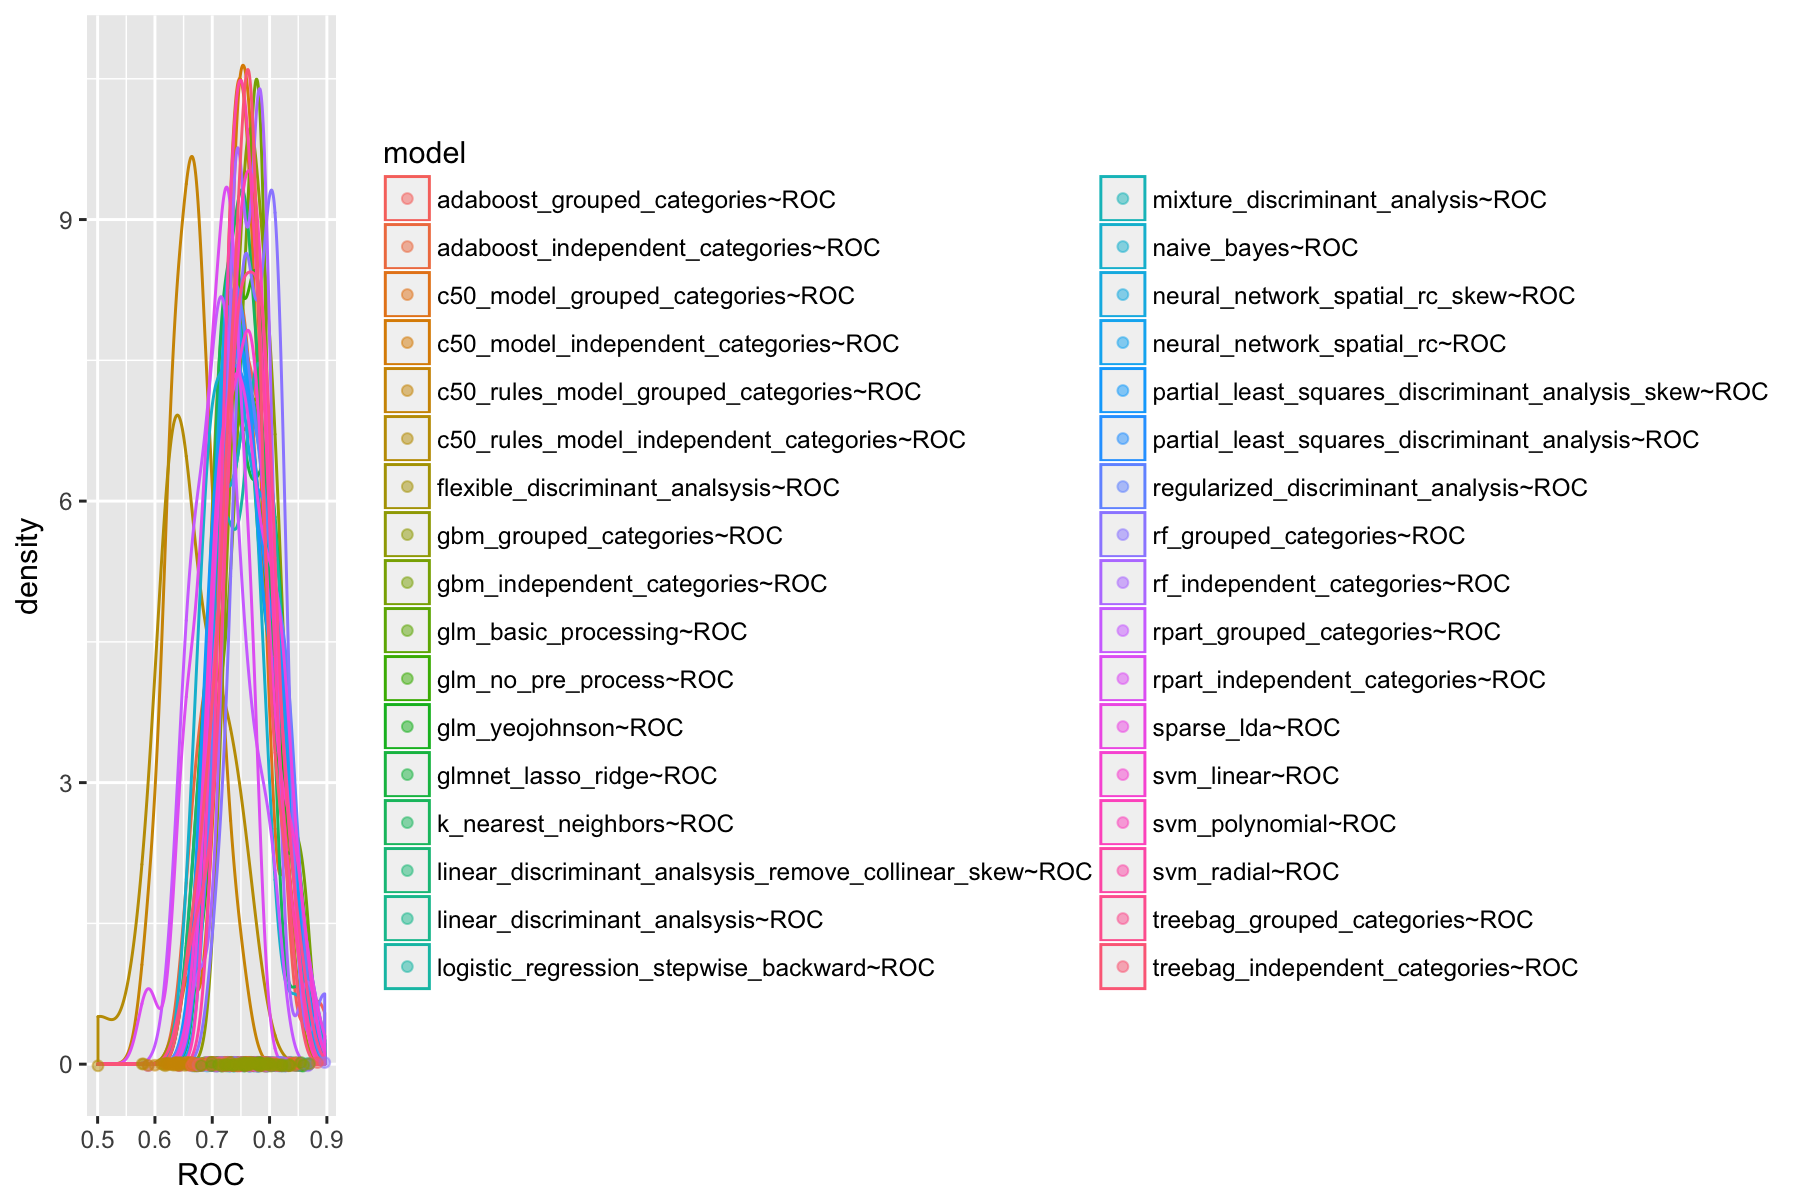 9
6
3
0
density
0.5 0.6 0.7 0.8 0.9
ROC
model
adaboost_grouped_categories~ROC
adaboost_independent_categories~ROC
c50_model_grouped_categories~ROC
c50_model_independent_categories~ROC
c50_rules_model_grouped_categories~ROC
c50_rules_model_independent_categories~ROC
flexible_discriminant_analsysis~ROC
gbm_grouped_categories~ROC
gbm_independent_categories~ROC
glm_basic_processing~ROC
glm_no_pre_process~ROC
glm_yeojohnson~ROC
glmnet_lasso_ridge~ROC
k_nearest_neighbors~ROC
linear_discriminant_analsysis_remove_collinear_skew~ROC
linear_discriminant_analsysis~ROC
logistic_regression_stepwise_backward~ROC
mixture_discriminant_analysis~ROC
naive_bayes~ROC
neural_network_spatial_rc_skew~ROC
neural_network_spatial_rc~ROC
partial_least_squares_discriminant_analysis_skew~ROC
partial_least_squares_discriminant_analysis~ROC
regularized_discriminant_analysis~ROC
rf_grouped_categories~ROC
rf_independent_categories~ROC
rpart_grouped_categories~ROC
rpart_independent_categories~ROC
sparse_lda~ROC
svm_linear~ROC
svm_polynomial~ROC
svm_radial~ROC
treebag_grouped_categories~ROC
treebag_independent_categories~ROC